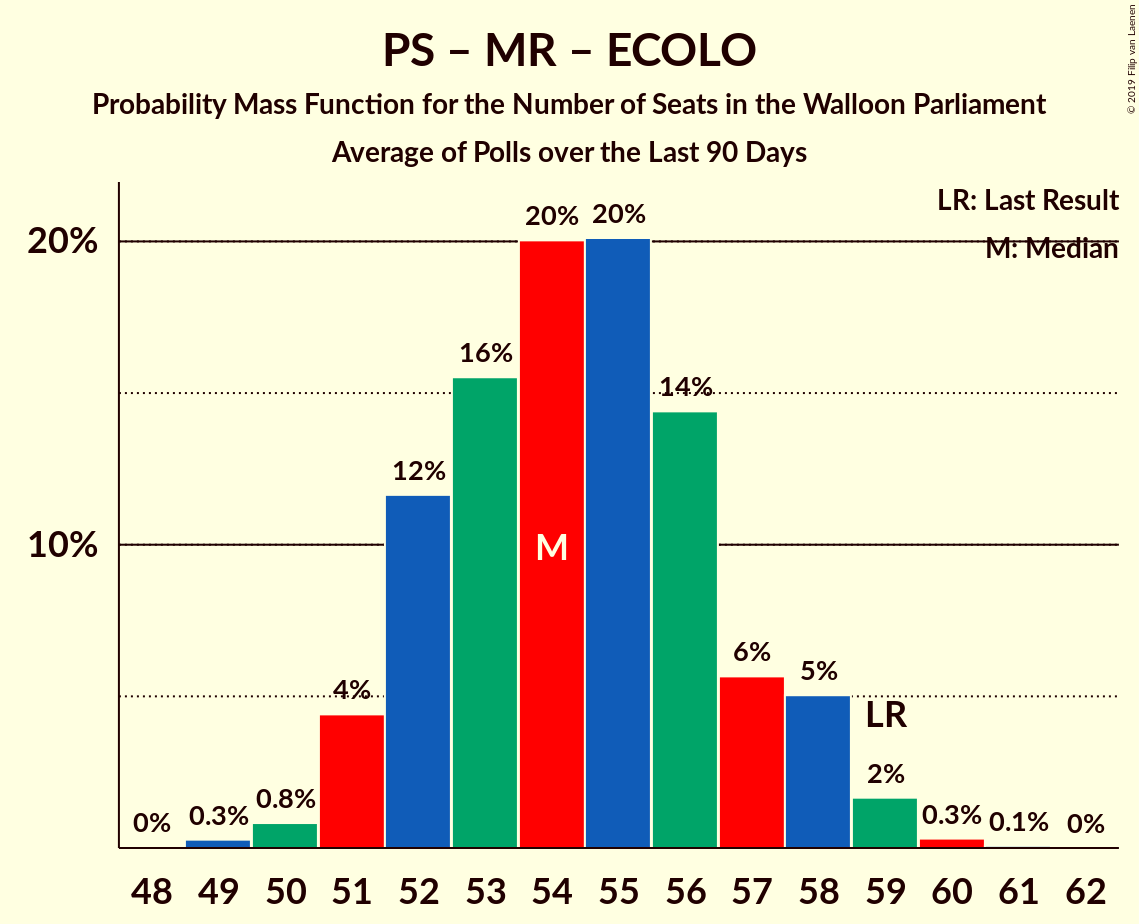 PS – MR – ECOLO
Probability Mass Function for the Number of Seats in the Walloon Parliament
Average of Polls over the Last 90 Days
© 2019 Filip van Laenen
LR: Last Result
M: Median
20%
10%
0%
0.3%
0.8%
4%
12%
16%
20%
20%
14%
6%
5%
2%
0.3%
0.1%
0%
M
LR
48 49 50 51 52 53 54 55 56 57 58 59 60 61 62